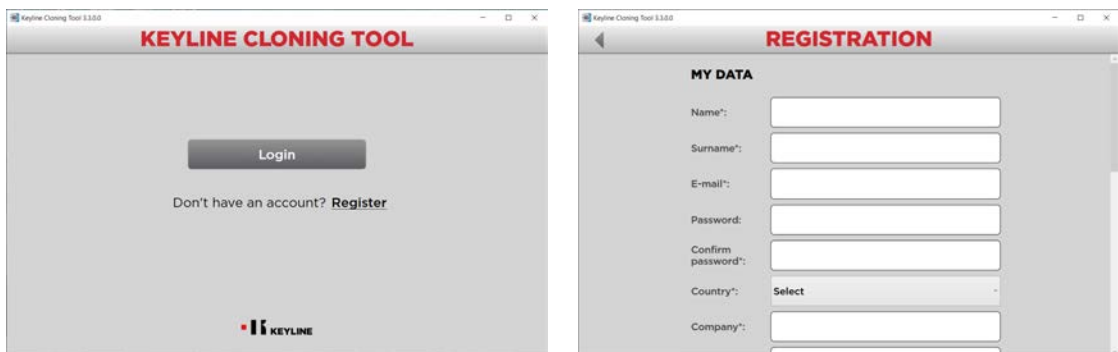 Keyline Cloning Tool 3.3.0.0
KEYLINE CLONING TOOL
Login
Don't have an account? Register
KEYLINE
Keyline Cloning Tool 3.3.0.0
REGISTRATION
MY DATA
Name*:
Surname*:
E-mail*:
Password:
Confirm
password*:
Country*:
Select
Company*: